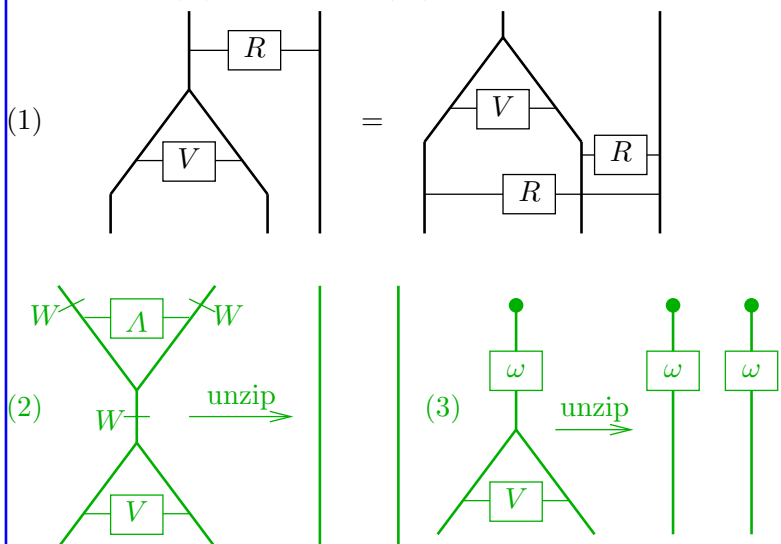 R
(1) V = V R
R
W Λ W
unzip
(2) W
V
ω ω ω
(3) unzip
V